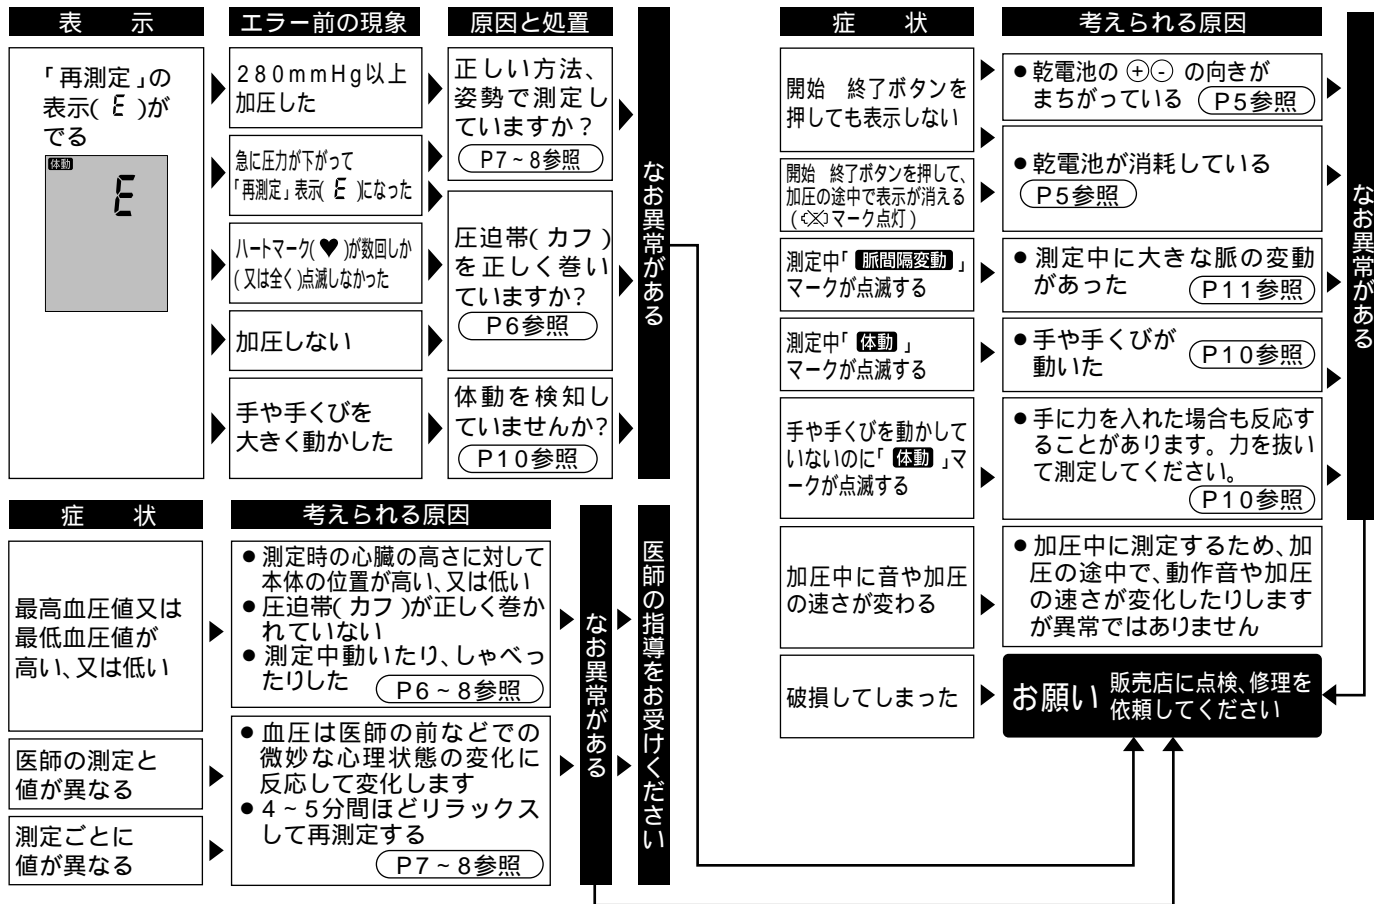 表　示
エラー前の現象
原因と処置
「再測定」の
表示(E)が
でる
体動
E
280mmHg以上
加圧した
急に圧力が下がって
「再測定」表示(E)になった
ハートマーク(♥)が数回しか
(又は全く)点滅しなかった
加圧しない
手や手くびを
大きく動かした
正しい方法、
姿勢で測定し
ていますか?
P7~8参照
圧迫帯(カフ)
を正しく巻い
ていますか?
P6参照
体動を検知し
ていませんか?
P10参照
なお異常がある
症　状
考えられる原因
最高血圧値又は
最低血圧値が
高い、又は低い
●測定時の心臓の高さに対して
本体の位置が高い、又は低い
●圧迫帯(カフ)が正しく巻か
れていない
●測定中動いたり、しゃべっ
たりした P6~8参照
医師の測定と
値が異なる
測定ごとに
値が異なる
●血圧は医師の前などでの
微妙な心理状態の変化に
反応して変化します
●4~5分間ほどリラックス
して再測定する
P7~8参照
なお異常がある
医師の指導をお受けください
症　状
考えられる原因
開始　終了ボタンを
押しても表示しない
●乾電池の⊕⊖の向きが
まちがっている P5参照
開始　終了ボタンを押して、
加圧の途中で表示が消える
(マーク点灯)
●乾電池が消耗している
P5参照
測定中「脈間隔変動」
マークが点滅する
●測定中に大きな脈の変動
があった P11参照
測定中「体動」
マークが点滅する
●手や手くびが
動いた P10参照
手や手くびを動かして
いないのに「体動」マ
ークが点滅する
●手に力を入れた場合も反応す
ることがあります。力を抜い
て測定してください。
P10参照
加圧中に音や加圧
の速さが変わる
●加圧中に測定するため、加
圧の途中で、動作音や加圧
の速さが変化したりします
が異常ではありません
破損してしまった
お願い 販売店に点検、修理を
依頼してください
なお異常がある